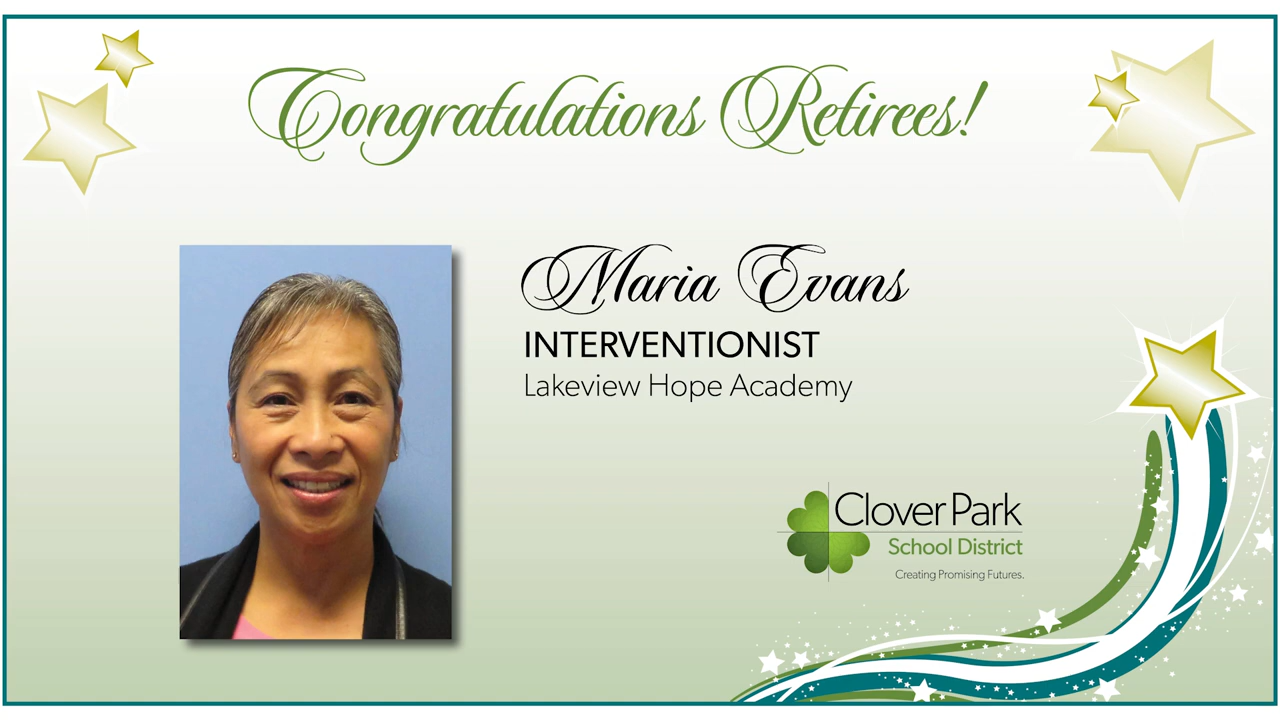 Congratulations Retirees!
Maria Evans
INTERVENTIONIST
Lakeview Hope Academy
Clover Park
School District
Creating Promising Futures.